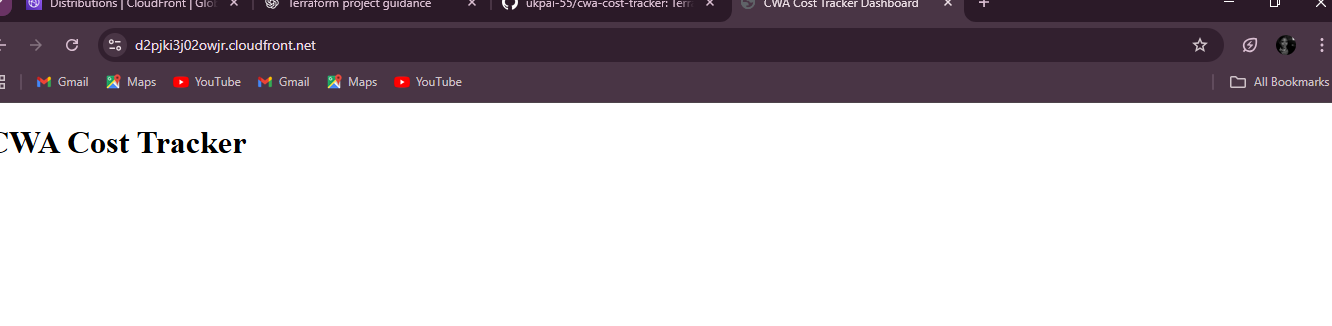 Distributions | CloudFront | Glo
Terraform project guidance
ukpai-55/cwa-cost-tracker: Terr
CWA Cost Tracker Dashboard
d2pjki3j02owjr.cloudfront.net
Gmail Maps YouTube Gmail Maps YouTube All Bookmarks
CWA Cost Tracker